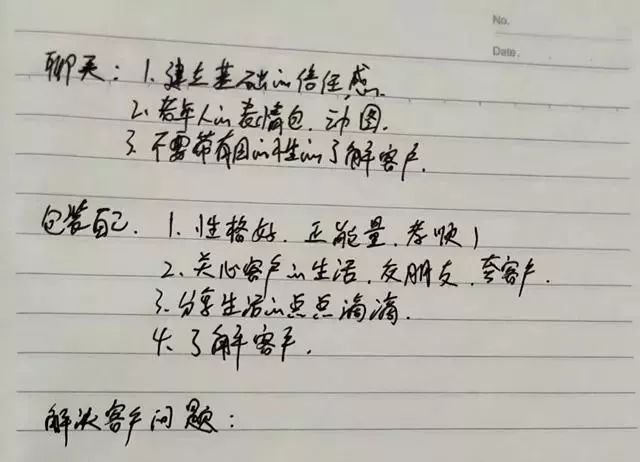 No.
Date.
聊天：1. 建立基础的信任感.
2. 老年人的表情包. 动图.
3. 不要带有目的性的了解客户.
包装自己. 1. 性格好. 正能量. 孝顺！
2. 关心客户的生活. 交朋友. 夸客户.
3. 分享生活的点点滴滴.
4. 了解客户.
解决客户问题：